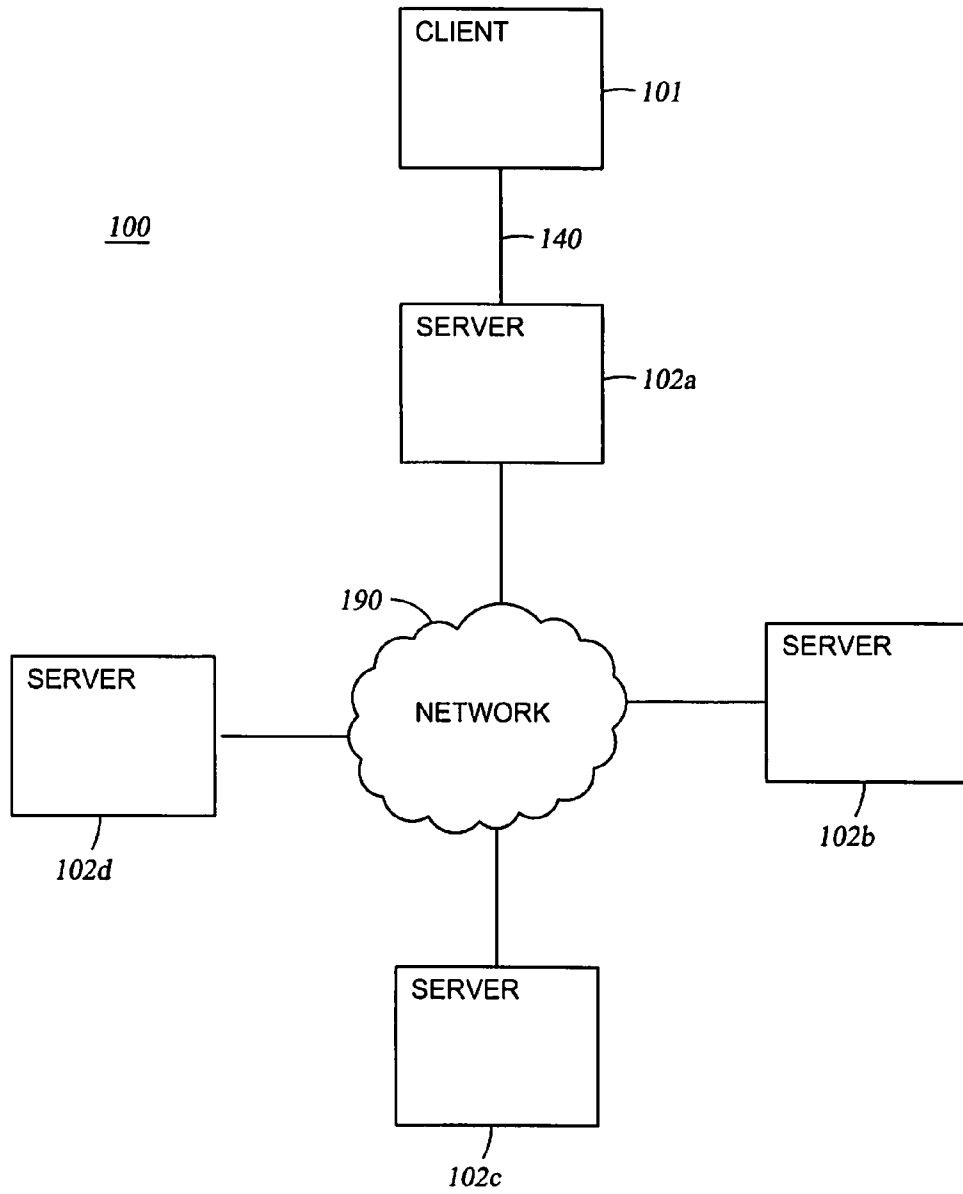 CLIENT
101
100
140
SERVER
102a
190
SERVER
SERVER
NETWORK
102b
102d
SERVER
102c